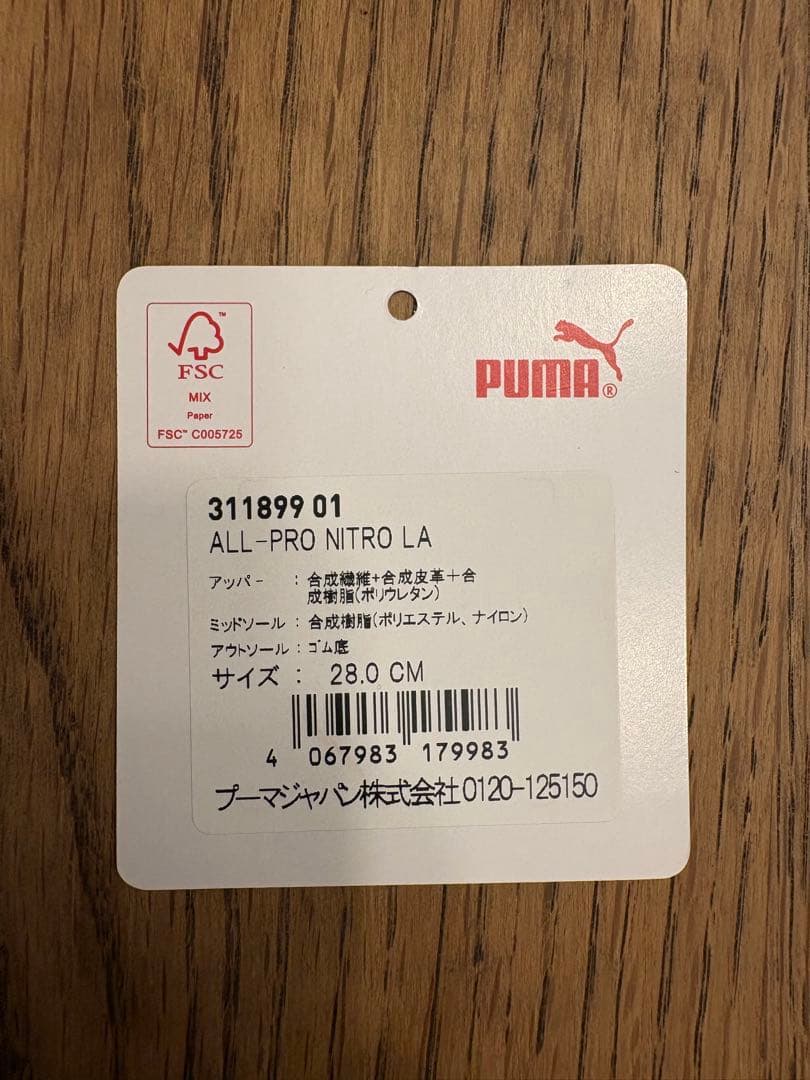 FSC™
MIX
Paper
FSC™ C005725
PUMA®
311899 01
ALL-PRO NITRO LA
アッパー : 合成繊維+合成皮革+合
成樹脂(ポリウレタン)
ミッドソール : 合成樹脂(ポリエステル、ナイロン)
アウトソール : ゴム底
サイズ : 28.0 CM
4 067983 179983
プーマジャパン株式会社0120-125150